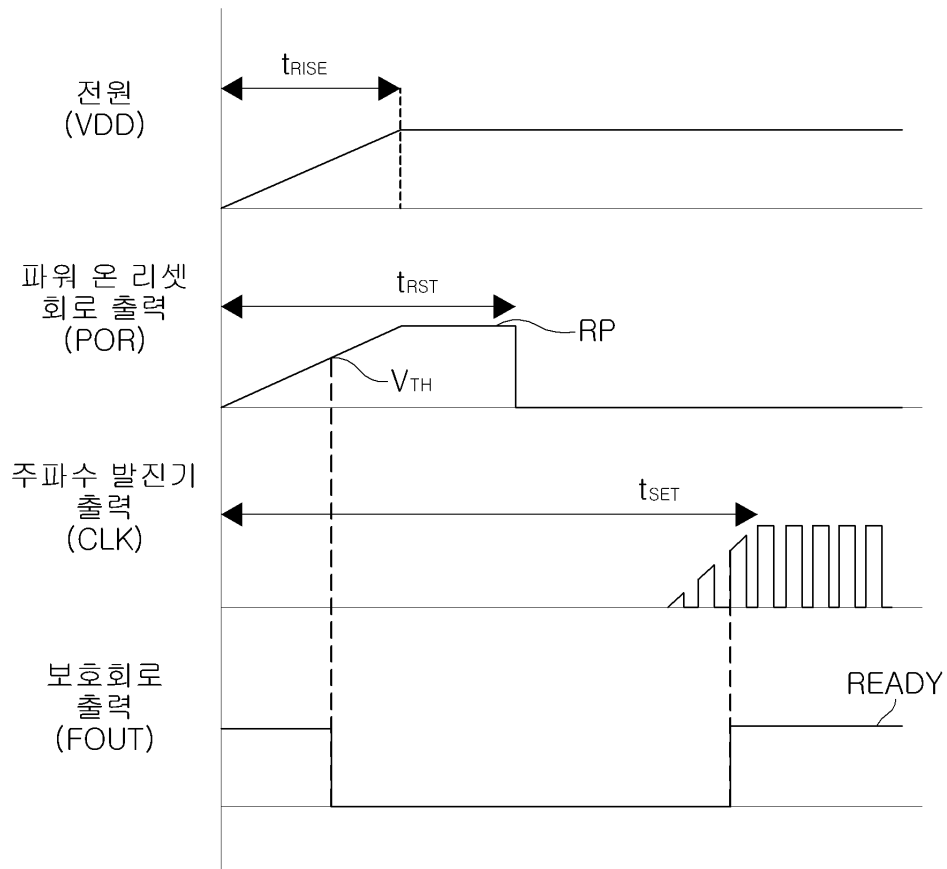 tRISE
전원
(VDD)
파워 온 리셋
회로 출력
(POR)
tRST
RP
VTH
주파수 발진기
출력
(CLK)
tSET
보호회로
출력
(FOUT)
READY